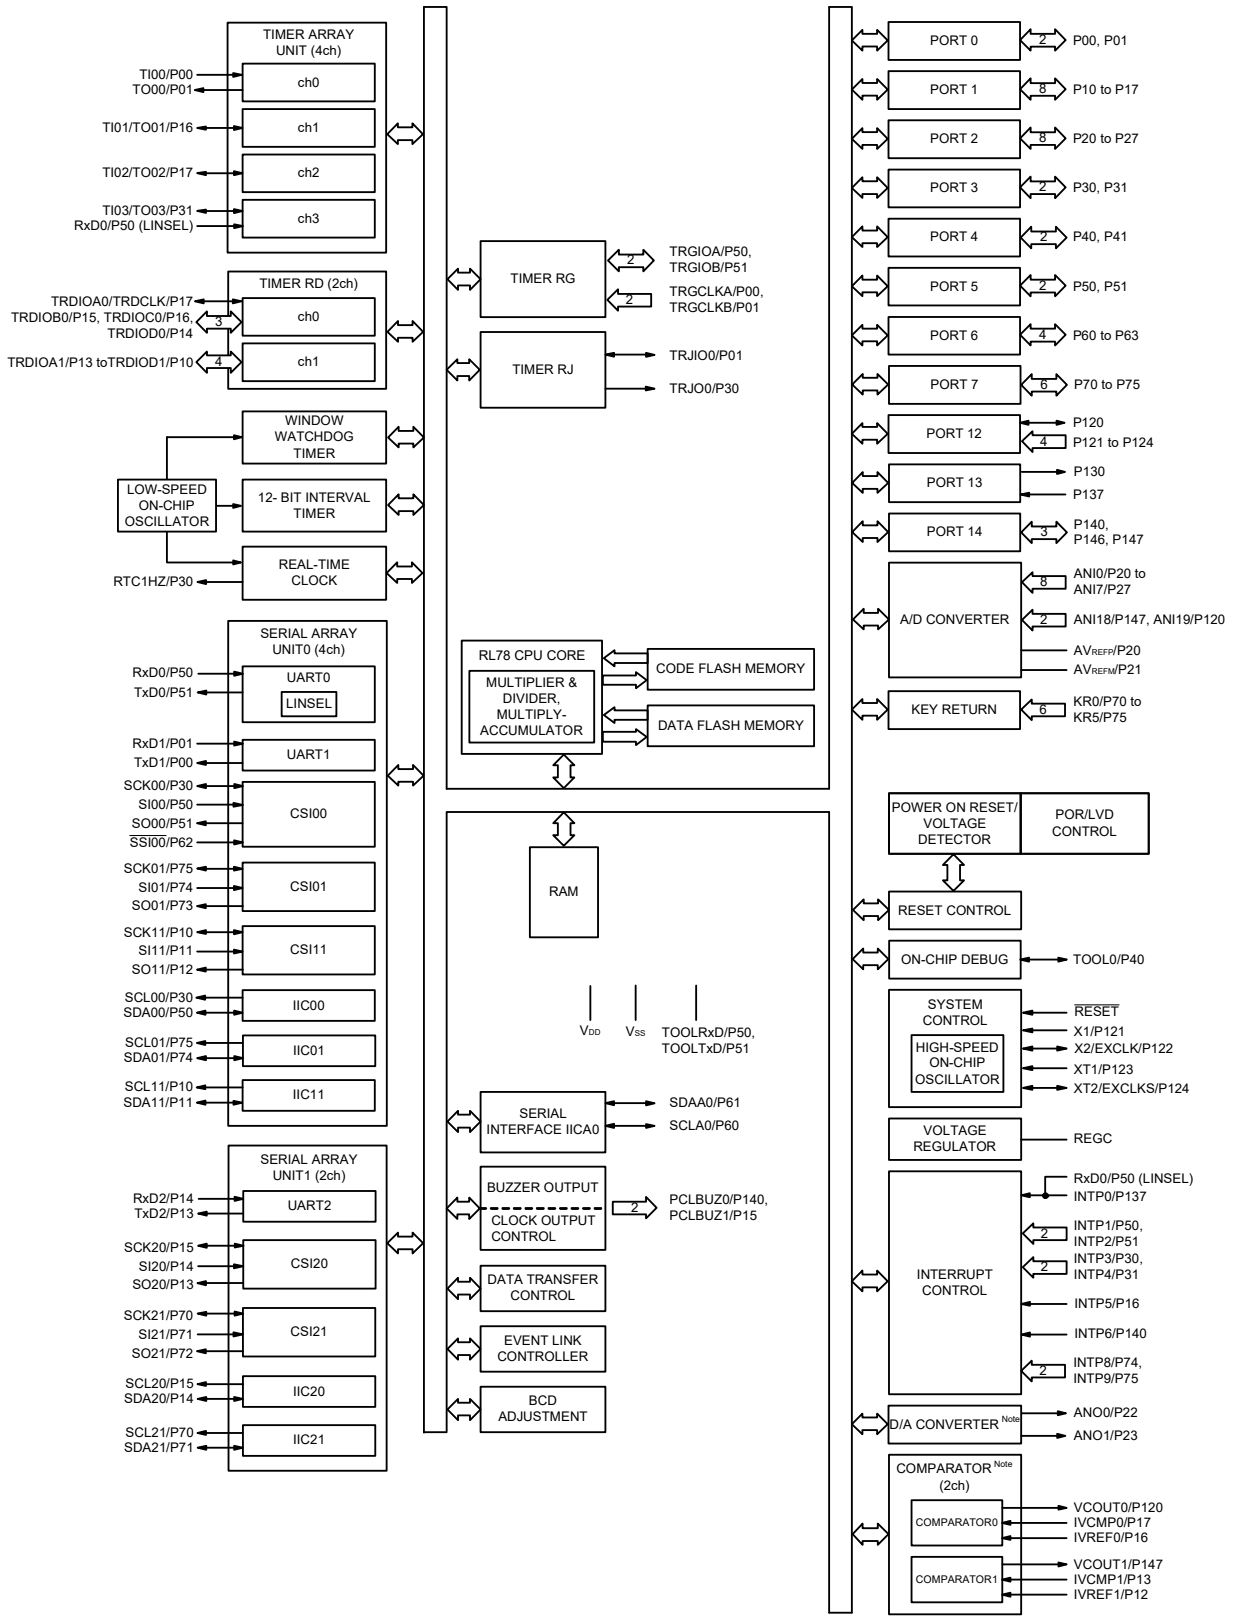 TIMER ARRAY
UNIT (4ch)
TI00/P00
TO00/P01
ch0
TI01/TO01/P16
ch1
TI02/TO02/P17
ch2
TI03/TO03/P31
RxD0/P50 (LINSEL)
ch3
TIMER RD (2ch)
TRDIOA0/TRDCLK/P17
TRDIOB0/P15, TRDIOC0/P16,
TRDIOD0/P14
3
ch0
TRDIOA1/P13 toTRDIOD1/P10
4
ch1
WINDOW
WATCHDOG
TIMER
LOW-SPEED
ON-CHIP
OSCILLATOR
12- BIT INTERVAL
TIMER
REAL-TIME
CLOCK
RTC1HZ/P30
SERIAL ARRAY
UNIT0 (4ch)
RxD0/P50
TxD0/P51
UART0
LINSEL
RxD1/P01
TxD1/P00
UART1
SCK00/P30
SI00/P50
SO00/P51
SSI00/P62
CSI00
SCK01/P75
SI01/P74
SO01/P73
CSI01
SCK11/P10
SI11/P11
SO11/P12
CSI11
SCL00/P30
SDA00/P50
IIC00
SCL01/P75
SDA01/P74
IIC01
SCL11/P10
SDA11/P11
IIC11
SERIAL ARRAY
UNIT1 (2ch)
RxD2/P14
TxD2/P13
UART2
SCK20/P15
SI20/P14
SO20/P13
CSI20
SCK21/P70
SI21/P71
SO21/P72
CSI21
SCL20/P15
SDA20/P14
IIC20
SCL21/P70
SDA21/P71
IIC21
TIMER RG
2
TRGIOA/P50,
TRGIOB/P51
2
TRGCLKA/P00,
TRGCLKB/P01
TIMER RJ
TRJIO0/P01
TRJO0/P30
RL78 CPU CORE
MULTIPLIER &
DIVIDER,
MULTIPLY-
ACCUMULATOR
CODE FLASH MEMORY
DATA FLASH MEMORY
RAM
VDD
VSS
TOOLRxD/P50,
TOOLTxD/P51
SERIAL
INTERFACE IICA0
SDAA0/P61
SCLA0/P60
BUZZER OUTPUT
CLOCK OUTPUT
CONTROL
2
PCLBUZ0/P140,
PCLBUZ1/P15
DATA TRANSFER
CONTROL
EVENT LINK
CONTROLLER
BCD
ADJUSTMENT
PORT 0
2
P00, P01
PORT 1
8
P10 to P17
PORT 2
8
P20 to P27
PORT 3
2
P30, P31
PORT 4
2
P40, P41
PORT 5
2
P50, P51
PORT 6
4
P60 to P63
PORT 7
6
P70 to P75
PORT 12
P120
4
P121 to P124
PORT 13
P130
P137
PORT 14
3
P140,
P146, P147
A/D CONVERTER
8
ANI0/P20 to
ANI7/P27
2
ANI18/P147, ANI19/P120
AVREFP/P20
AVREFM/P21
KEY RETURN
6
KR0/P70 to
KR5/P75
POWER ON RESET/
VOLTAGE
DETECTOR
POR/LVD
CONTROL
RESET CONTROL
ON-CHIP DEBUG
TOOL0/P40
SYSTEM
CONTROL
HIGH-SPEED
ON-CHIP
OSCILLATOR
RESET
X1/P121
X2/EXCLK/P122
XT1/P123
XT2/EXCLKS/P124
VOLTAGE
REGULATOR
REGC
INTERRUPT
CONTROL
RxD0/P50 (LINSEL)
INTP0/P137
2
INTP1/P50,
INTP2/P51
2
INTP3/P30,
INTP4/P31
INTP5/P16
INTP6/P140
2
INTP8/P74,
INTP9/P75
D/A CONVERTER Note
ANO0/P22
ANO1/P23
COMPARATOR Note
(2ch)
COMPARATOR0
VCOUT0/P120
IVCMP0/P17
IVREF0/P16
COMPARATOR1
VCOUT1/P147
IVCMP1/P13
IVREF1/P12